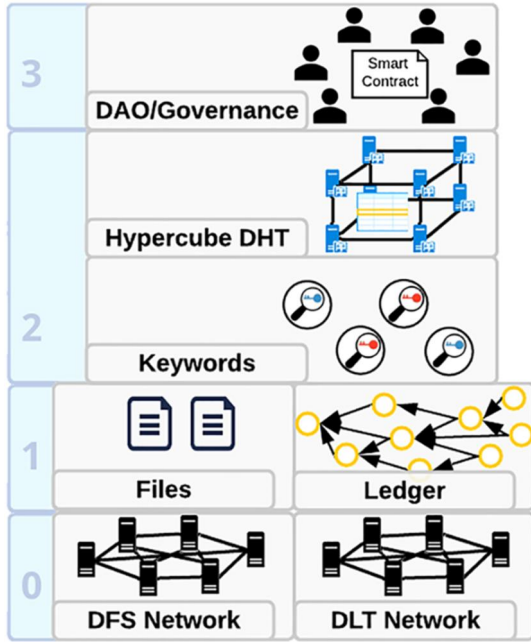 3
Smart
Contract
DAO/Governance
Hypercube DHT
2
Keywords
1
Files
Ledger
0
DFS Network
DLT Network